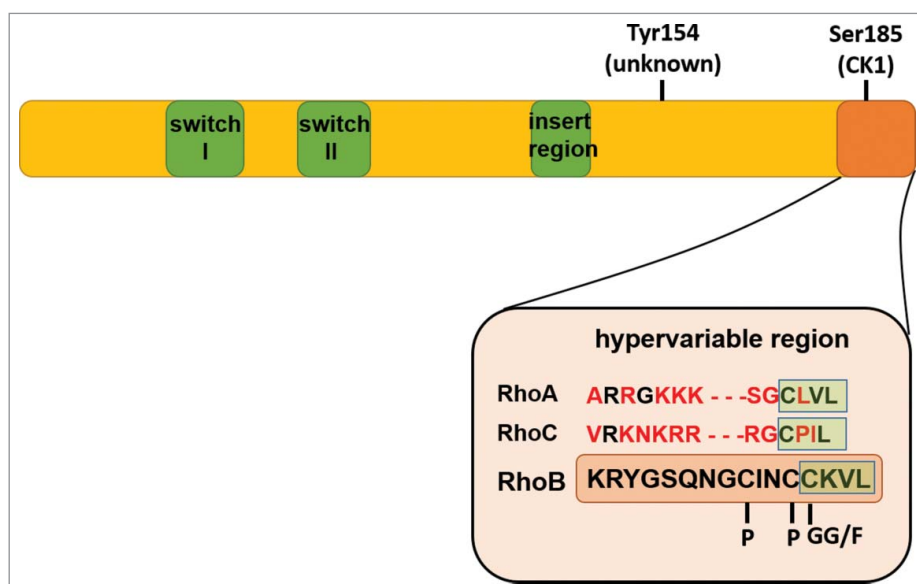 Tyr154
(unknown)
Ser185
(CK1)
switch
I
switch
II
insert
region
hypervariable region
RhoA ARRGKKK - - -SGCLVL
RhoC VRKNKRR - - -RGCPIL
RhoB KRYGSQNGCINCCKVL
P P GG/F